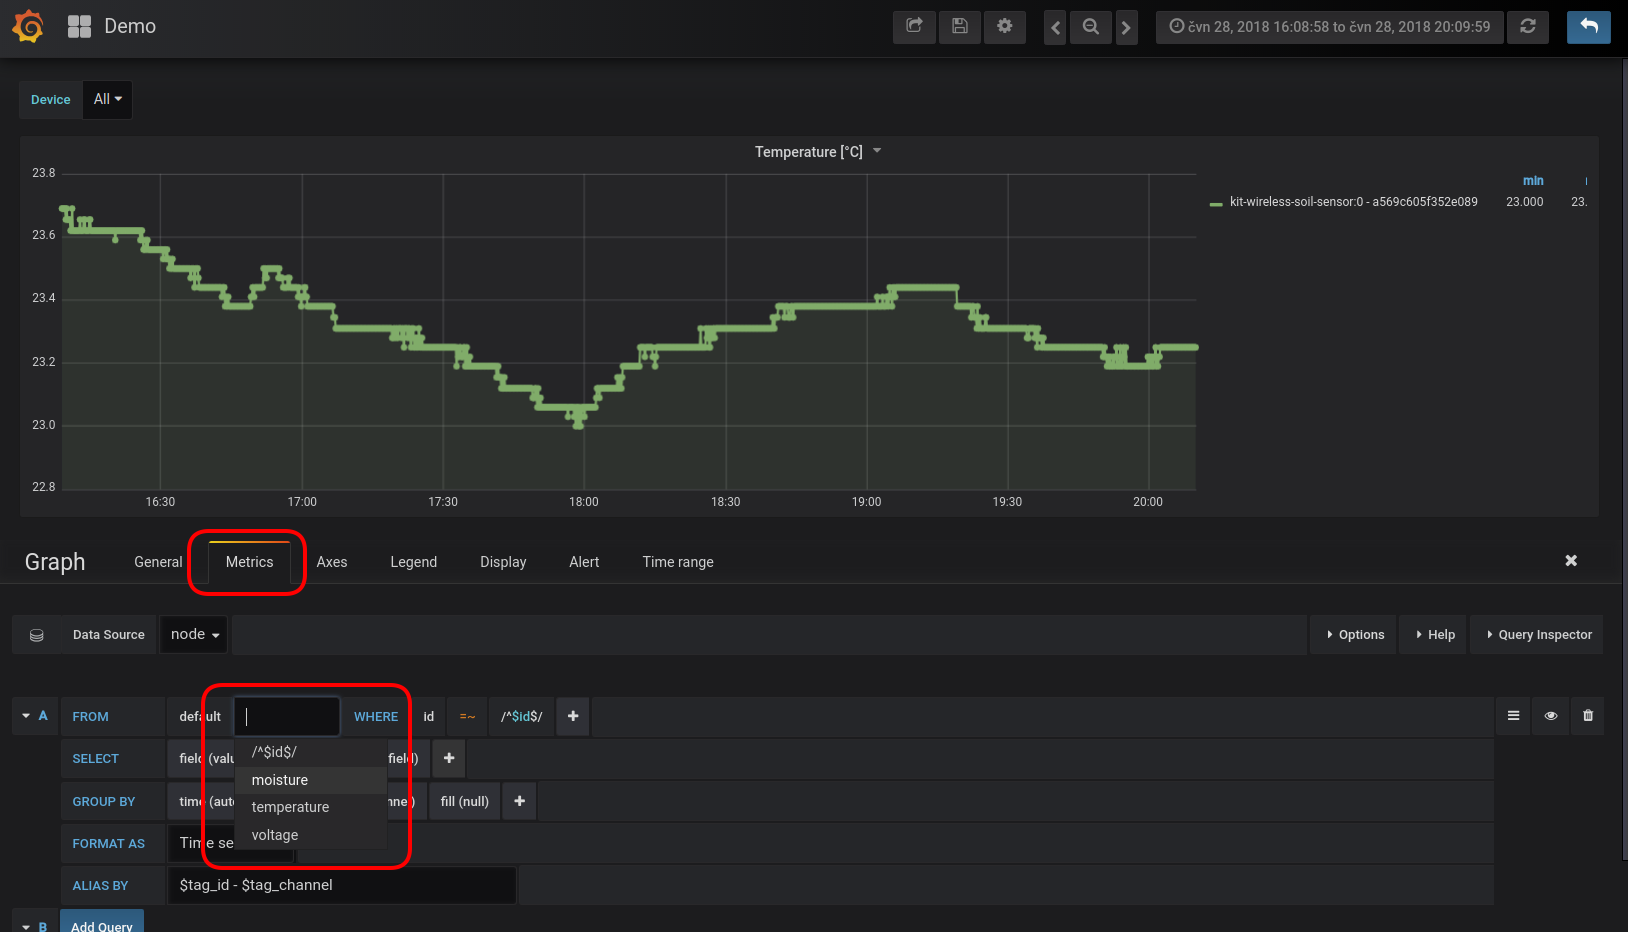 Demo
čvn 28, 2018 16:08:58 to čvn 28, 2018 20:09:59
Device All
Temperature [°C]
23.8
23.6
23.4
23.2
23.0
22.8
16:30 17:00 17:30 18:00 18:30 19:00 19:30 20:00
min
kit-wireless-soil-sensor:0 - a569c605f352e089 23.000 23.
Graph General Metrics Axes Legend Display Alert Time range
Data Source node Options Help Query Inspector
A FROM default WHERE id =~ /^$id$/ +
/^$id$/
moisture
temperature
voltage
SELECT field (valu field) +
GROUP BY time (aut nnel) fill (null) +
FORMAT AS Time se
ALIAS BY $tag_id - $tag_channel
B Add Query